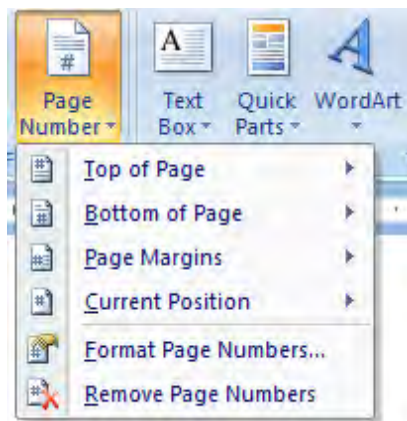 Page Number
Text Box
Quick Parts
WordArt
Top of Page
Bottom of Page
Page Margins
Current Position
Format Page Numbers...
Remove Page Numbers